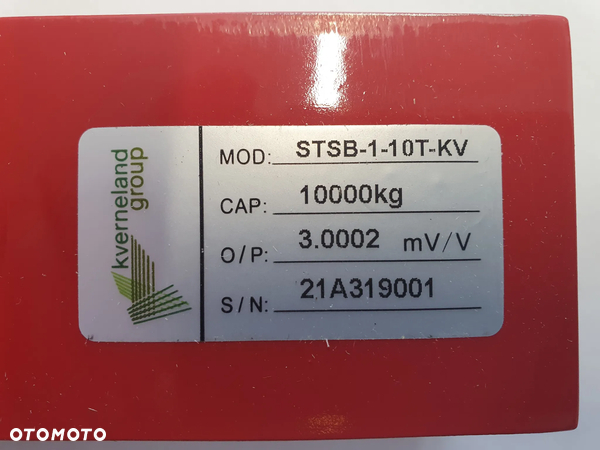 kverneland
group
MOD: STSB-1-10T-KV
CAP: 10000kg
O/P: 3.0002 mV/V
S/N: 21A319001
OTOMOTO